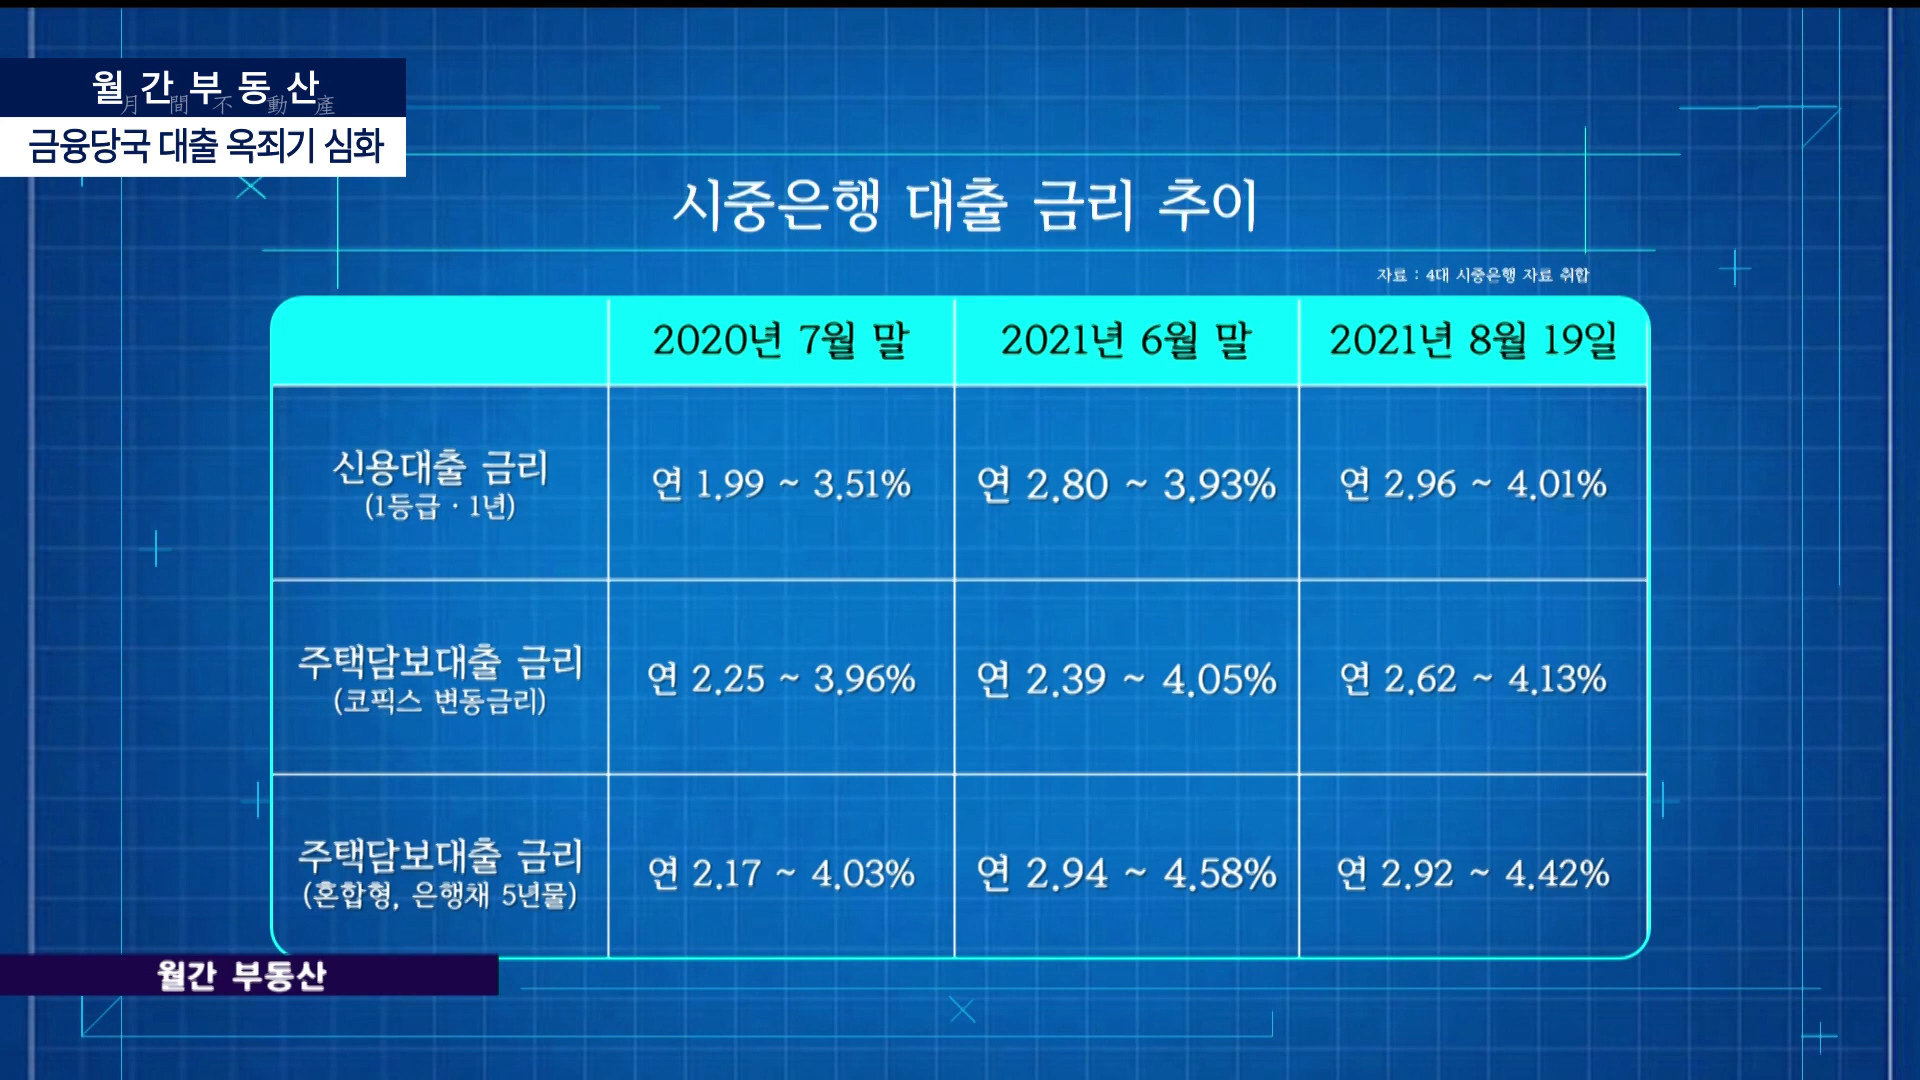 월간부동산
月間不動産
금융당국 대출 옥죄기 심화
시중은행 대출 금리 추이
자료 : 4대 시중은행 자료 취합
2020년 7월 말 2021년 6월 말 2021년 8월 19일
신용대출 금리
(1등급 · 1년)
연 1.99 ~ 3.51% 연 2.80 ~ 3.93% 연 2.96 ~ 4.01%
주택담보대출 금리
(코픽스 변동금리)
연 2.25 ~ 3.96% 연 2.39 ~ 4.05% 연 2.62 ~ 4.13%
주택담보대출 금리
(혼합형, 은행채 5년물)
연 2.17 ~ 4.03% 연 2.94 ~ 4.58% 연 2.92 ~ 4.42%
월간 부동산